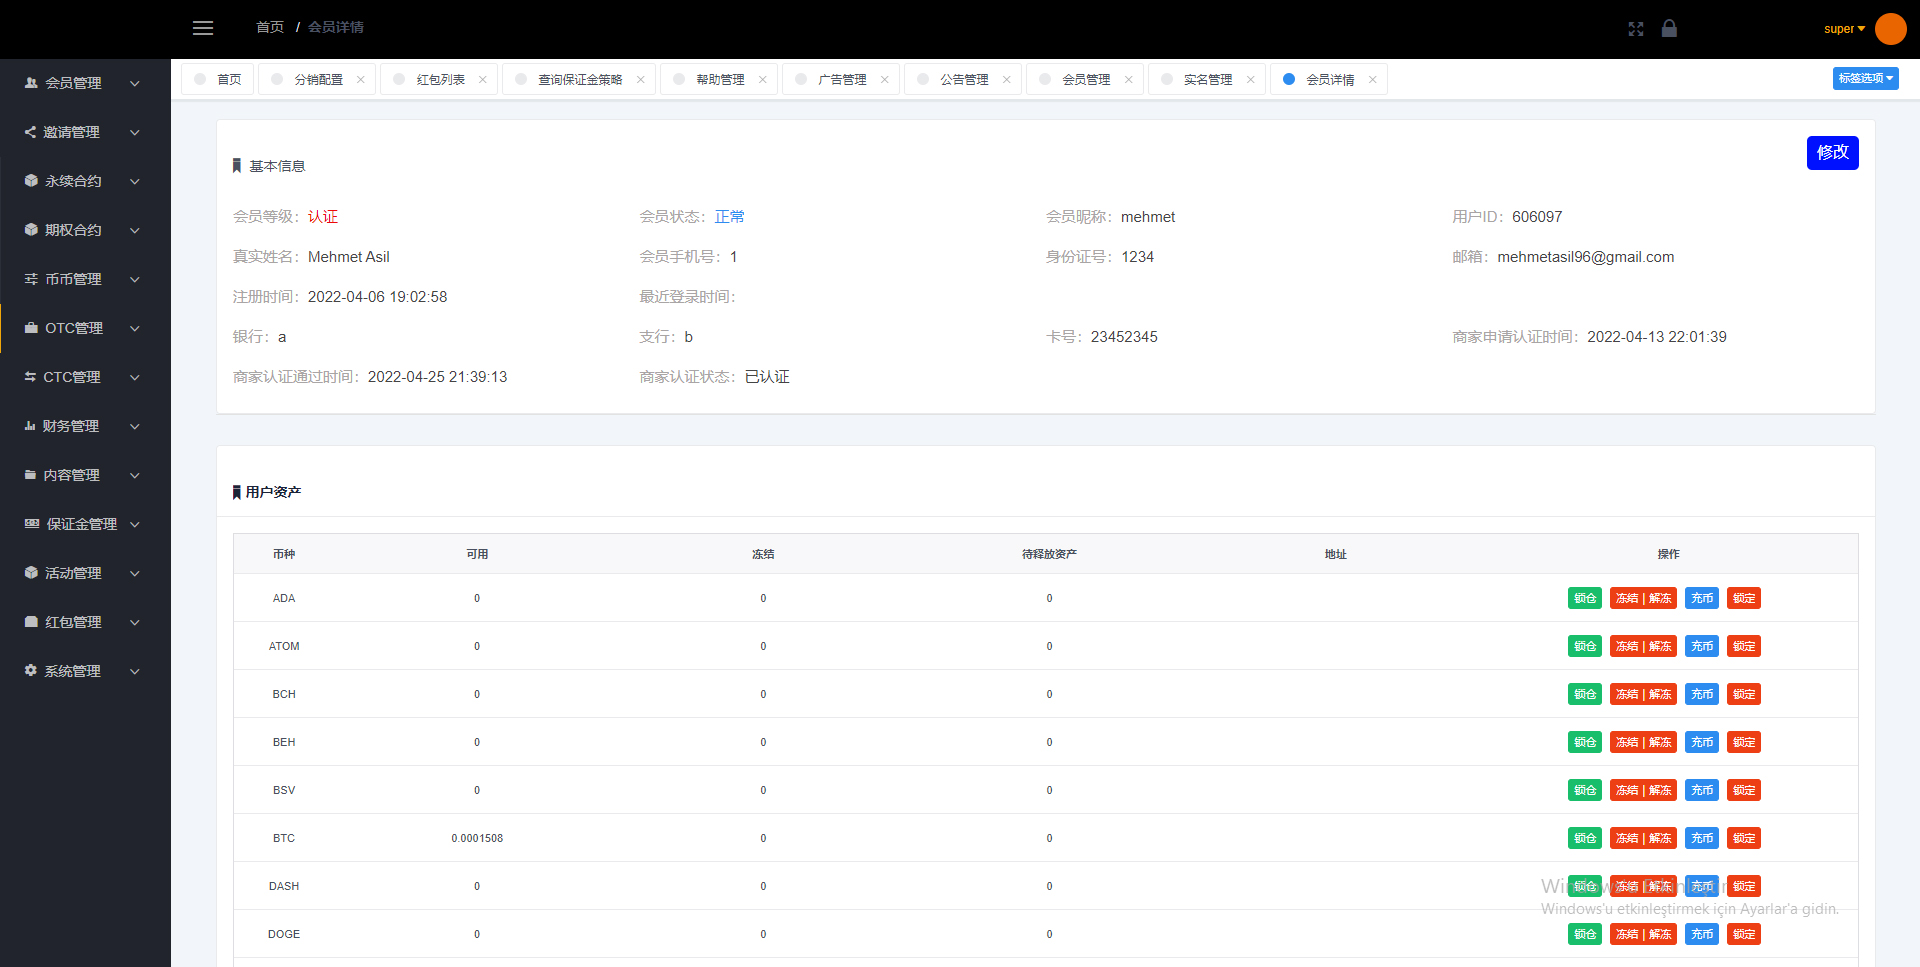 首页 / 会员详情
super
会员管理
邀请管理
永续合约
期权合约
币币管理
OTC管理
CTC管理
财务管理
内容管理
保证金管理
活动管理
红包管理
系统管理
首页 分销配置 红包列表 查询保证金策略 帮助管理 广告管理 公告管理 会员管理 实名管理 会员详情 标签选项
基本信息 修改
会员等级：认证 会员状态：正常 会员昵称：mehmet 用户ID：606097
真实姓名：Mehmet Asil 会员手机号：1 身份证号：1234 邮箱：mehmetasil96@gmail.com
注册时间：2022-04-06 19:02:58 最近登录时间：
银行：a 支行：b 卡号：23452345 商家申请认证时间：2022-04-13 22:01:39
商家认证通过时间：2022-04-25 21:39:13 商家认证状态：已认证
用户资产
币种 可用 冻结 待释放资产 地址 操作
ADA 0 0 0 锁仓 冻结 | 解冻 充币 锁定
ATOM 0 0 0 锁仓 冻结 | 解冻 充币 锁定
BCH 0 0 0 锁仓 冻结 | 解冻 充币 锁定
BEH 0 0 0 锁仓 冻结 | 解冻 充币 锁定
BSV 0 0 0 锁仓 冻结 | 解冻 充币 锁定
BTC 0.0001508 0 0 锁仓 冻结 | 解冻 充币 锁定
DASH 0 0 0 锁仓 冻结 | 解冻 充币 锁定
Windows'u Etkinleştir
Windows'u etkinleştirmek için Ayarlar'a gidin.
DOGE 0 0 0 锁仓 冻结 | 解冻 充币 锁定